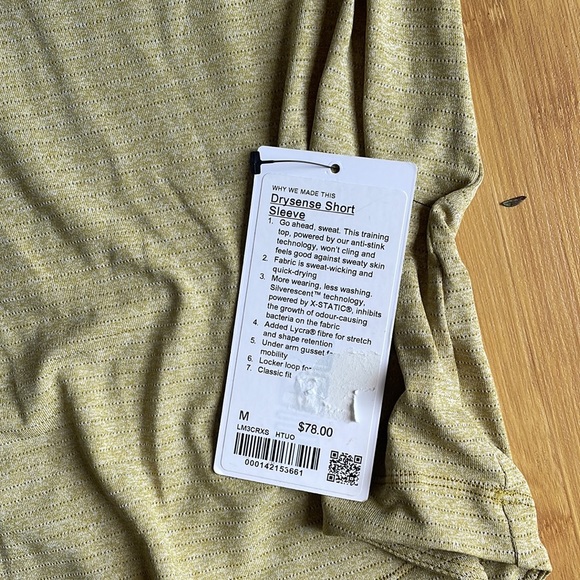 WHY WE MADE THIS
Drysense Short
Sleeve
1. Go ahead, sweat. This training
top, powered by our anti-stink
technology, won't cling and
feels good against sweaty skin
2. Fabric is sweat-wicking and
quick-drying
3. More wearing, less washing.
Silverescent™ technology,
powered by X-STATIC®, inhibits
the growth of odour-causing
bacteria on the fabric
4. Added Lycra® fibre for stretch
and shape retention
5. Under arm gusset
mobility
6. Locker loop
7. Classic fit
M $78.00
LM3CRXS HTUO
000142153661